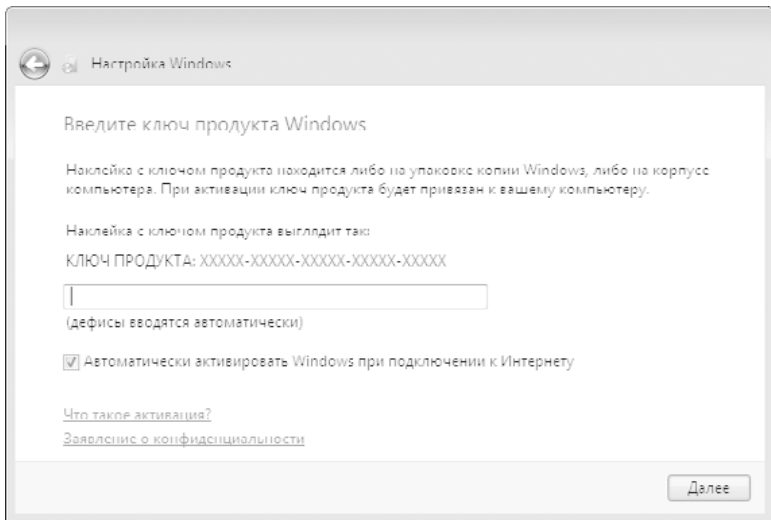 Настройка Windows
Введите ключ продукта Windows
Наклейка с ключом продукта находится либо на упаковке копии Windows, либо на корпусе
компьютера. При активации ключ продукта будет привязан к вашему компьютеру.
Наклейка с ключом продукта выглядит так:
КЛЮЧ ПРОДУКТА: XXXXX-XXXXX-XXXXX-XXXXX-XXXXX
(дефисы вводятся автоматически)
Автоматически активировать Windows при подключении к Интернету
Что такое активация?
Заявление о конфиденциальности
Далее